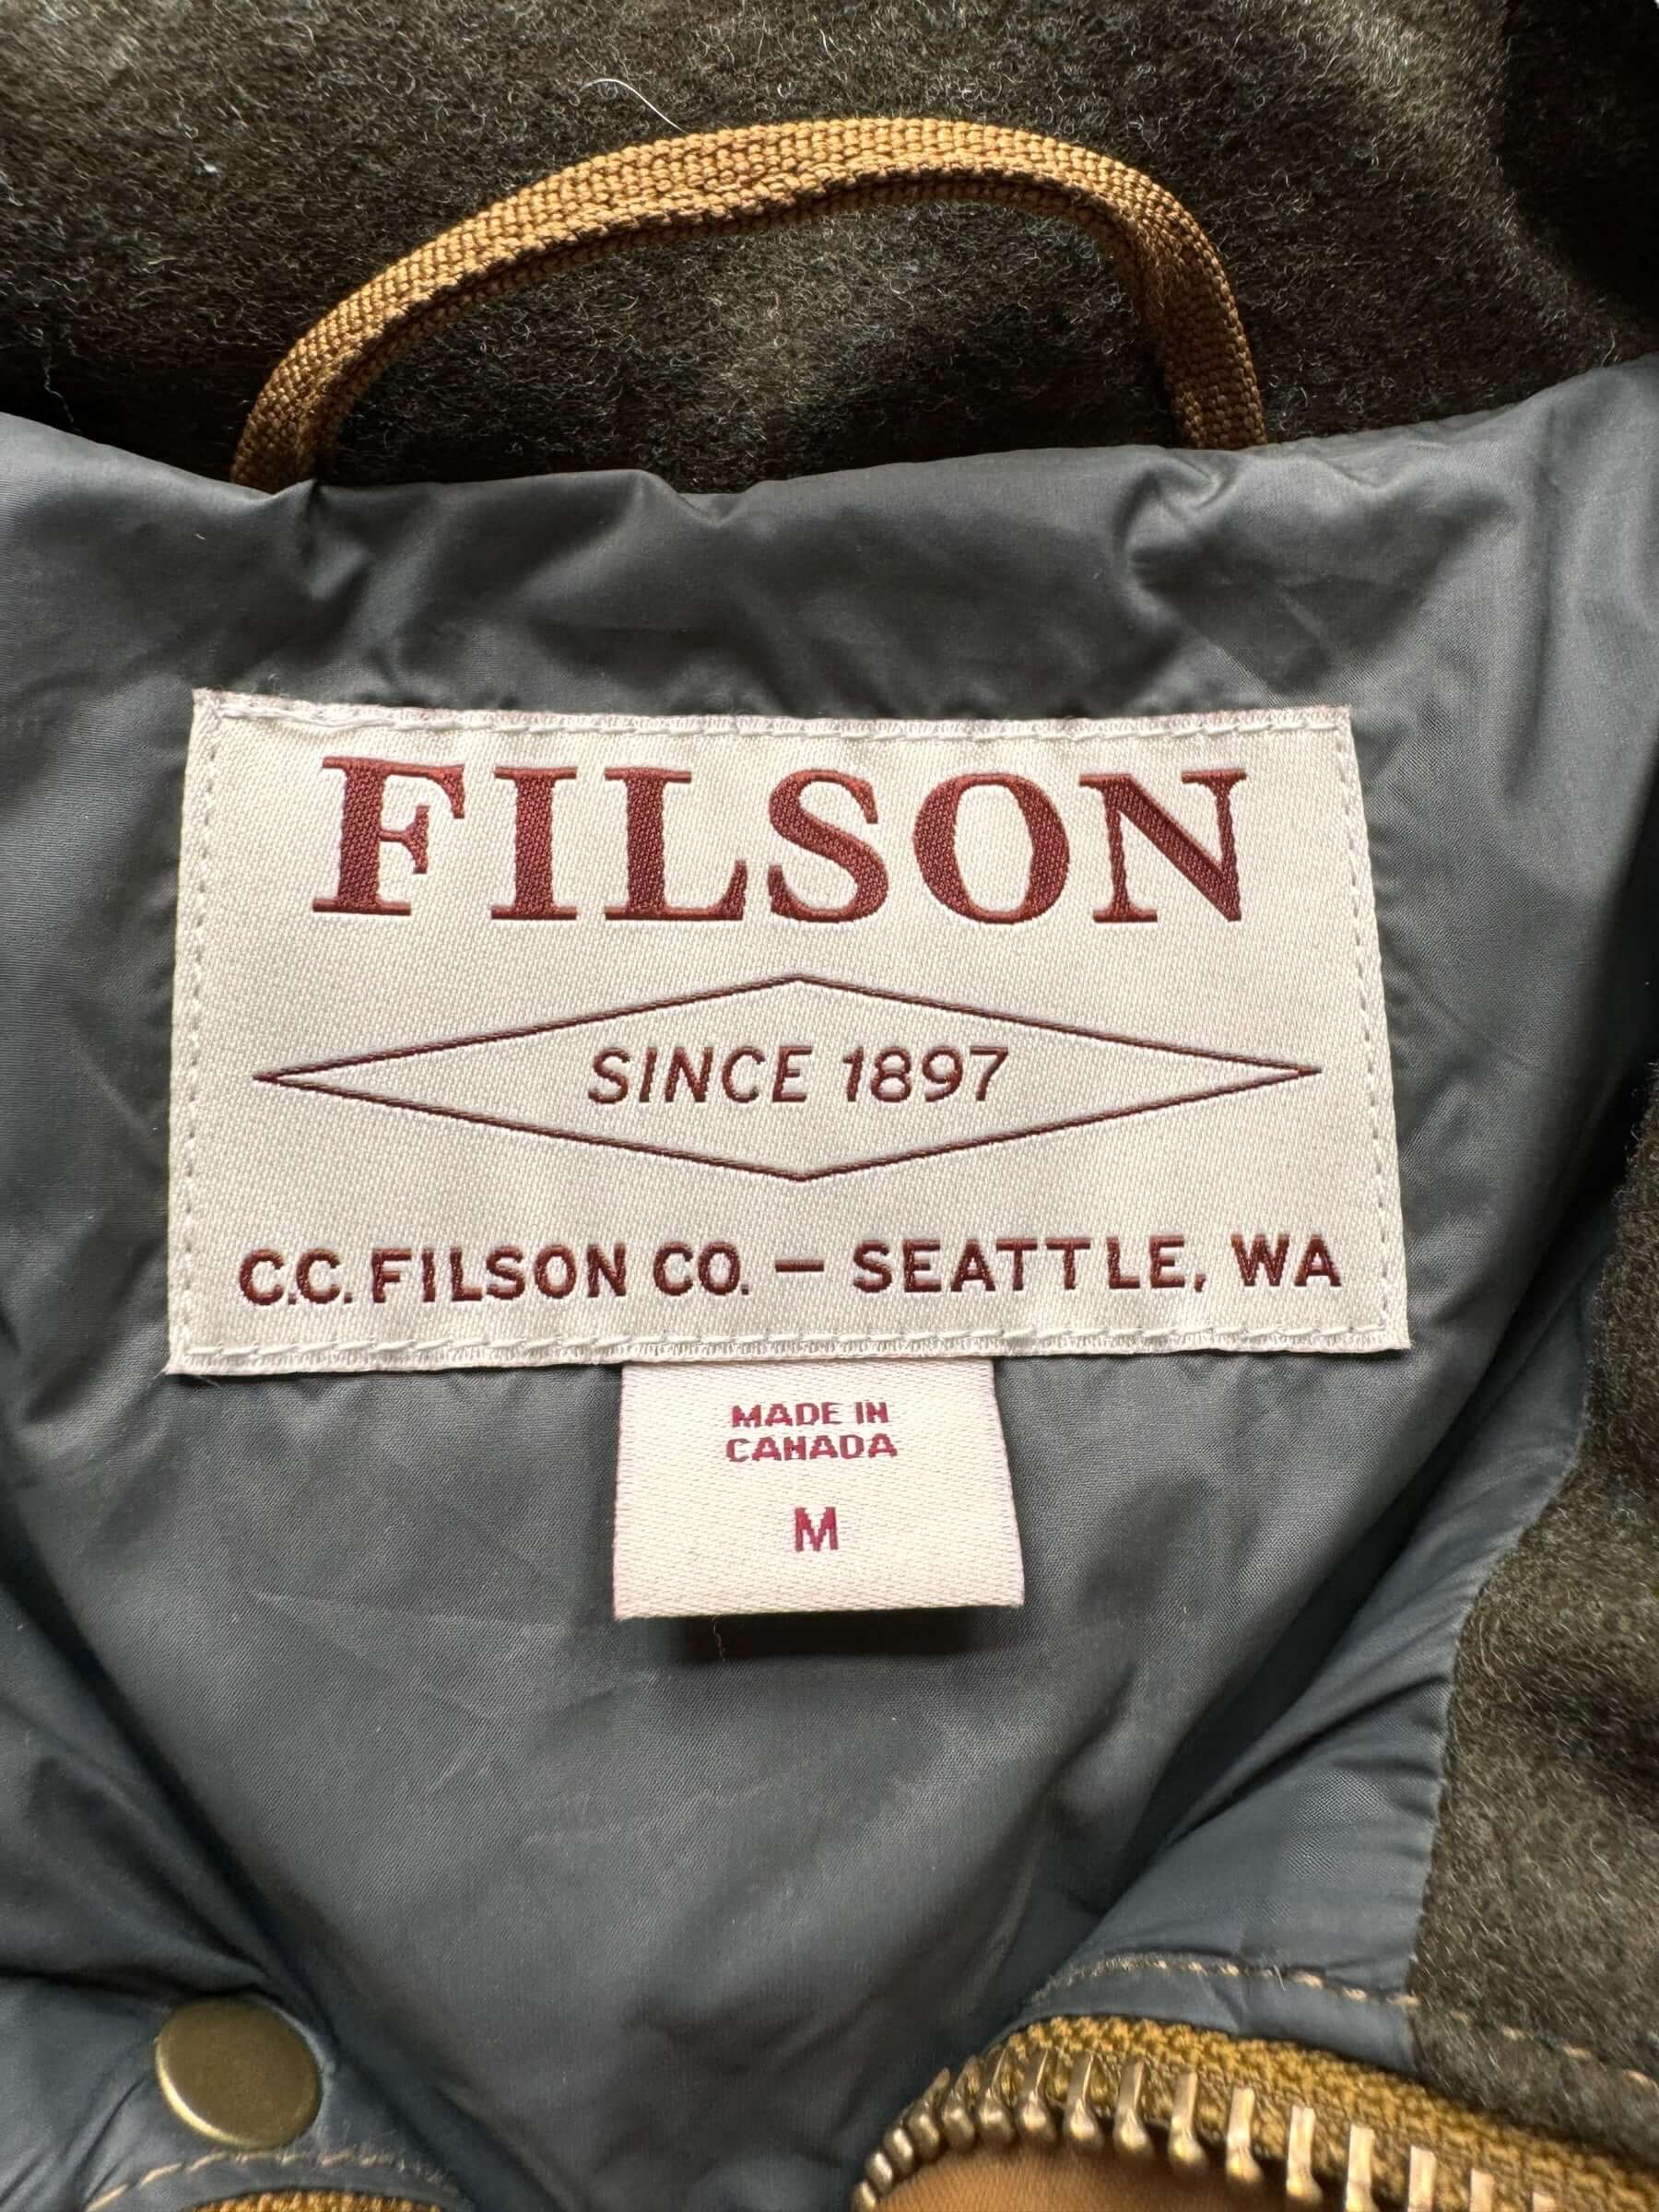 FILSON
SINCE 1897
C.C. FILSON CO. — SEATTLE, WA
MADE IN
CANADA
M